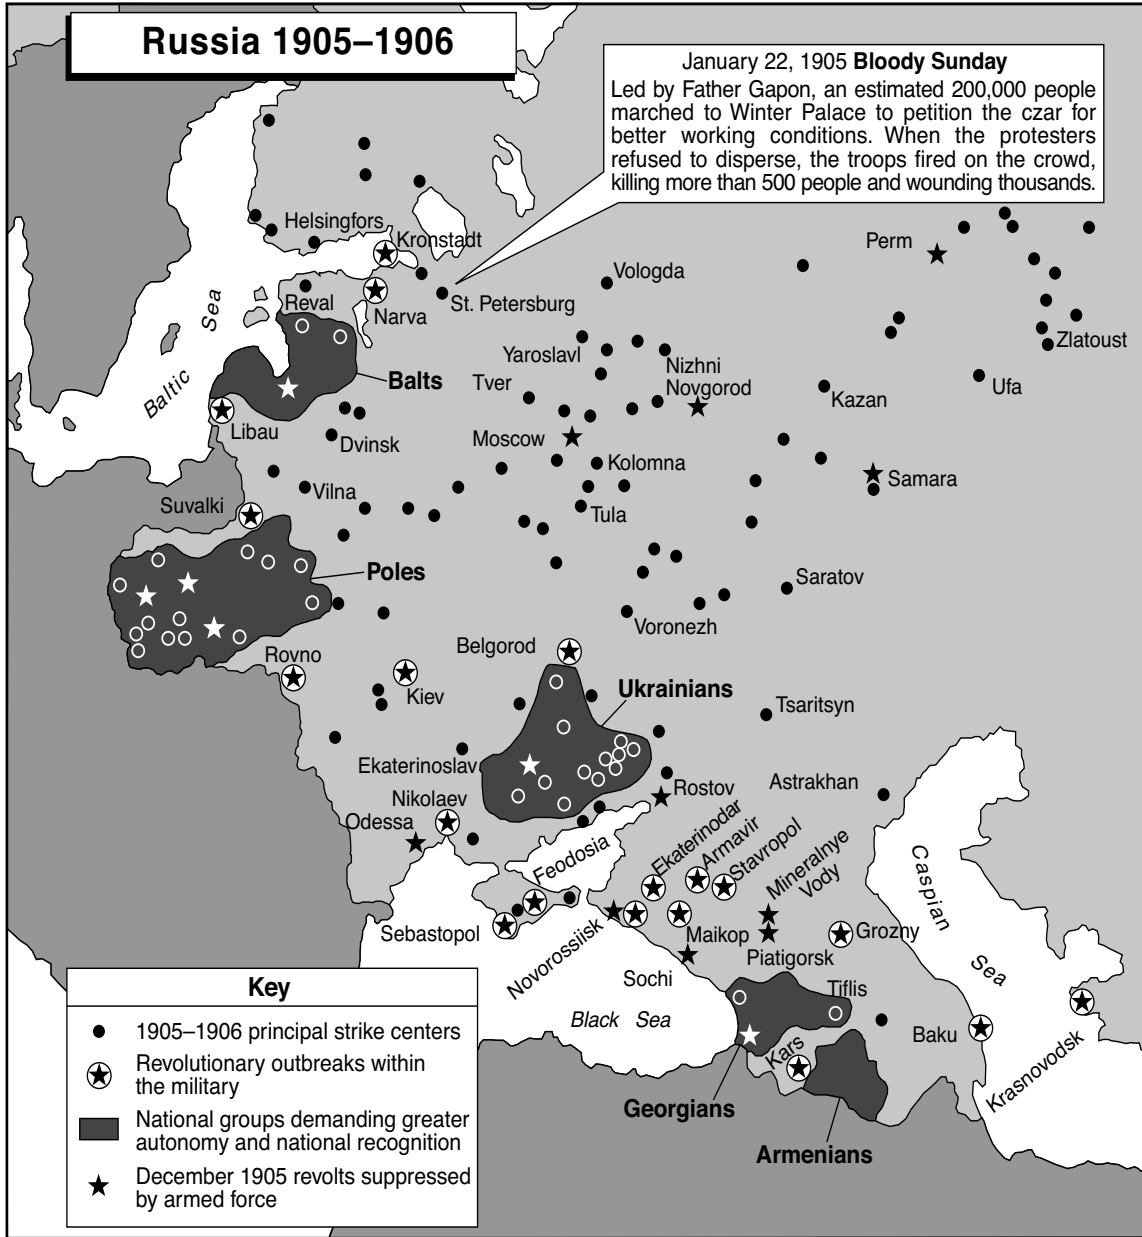 Russia 1905–1906
January 22, 1905 Bloody Sunday
Led by Father Gapon, an estimated 200,000 people
marched to Winter Palace to petition the czar for
better working conditions. When the protesters
refused to disperse, the troops fired on the crowd,
killing more than 500 people and wounding thousands.
Helsingfors
Kronstadt
Perm
Vologda
Reval
Narva
St. Petersburg
Baltic Sea
Yaroslavl
Nizhni
Novgorod
Zlatoust
Balts
Tver
Kazan
Ufa
Libau
Dvinsk
Moscow
Kolomna
Samara
Suvalki
Vilna
Tula
Poles
Saratov
Voronezh
Belgorod
Rovno
Kiev
Ukrainians
Tsaritsyn
Ekaterinoslav
Astrakhan
Nikolaev
Rostov
Odessa
Feodosia
Ekaterinodar
Armavir
Stavropol
Mineralnye
Vody
Caspian Sea
Sebastopol
Novorossiisk
Maikop
Grozny
Piatigorsk
Sochi
Tiflis
Black Sea
Baku
Kars
Krasnovodsk
Georgians
Armenians
Key
1905–1906 principal strike centers
Revolutionary outbreaks within
the military
National groups demanding greater
autonomy and national recognition
December 1905 revolts suppressed
by armed force